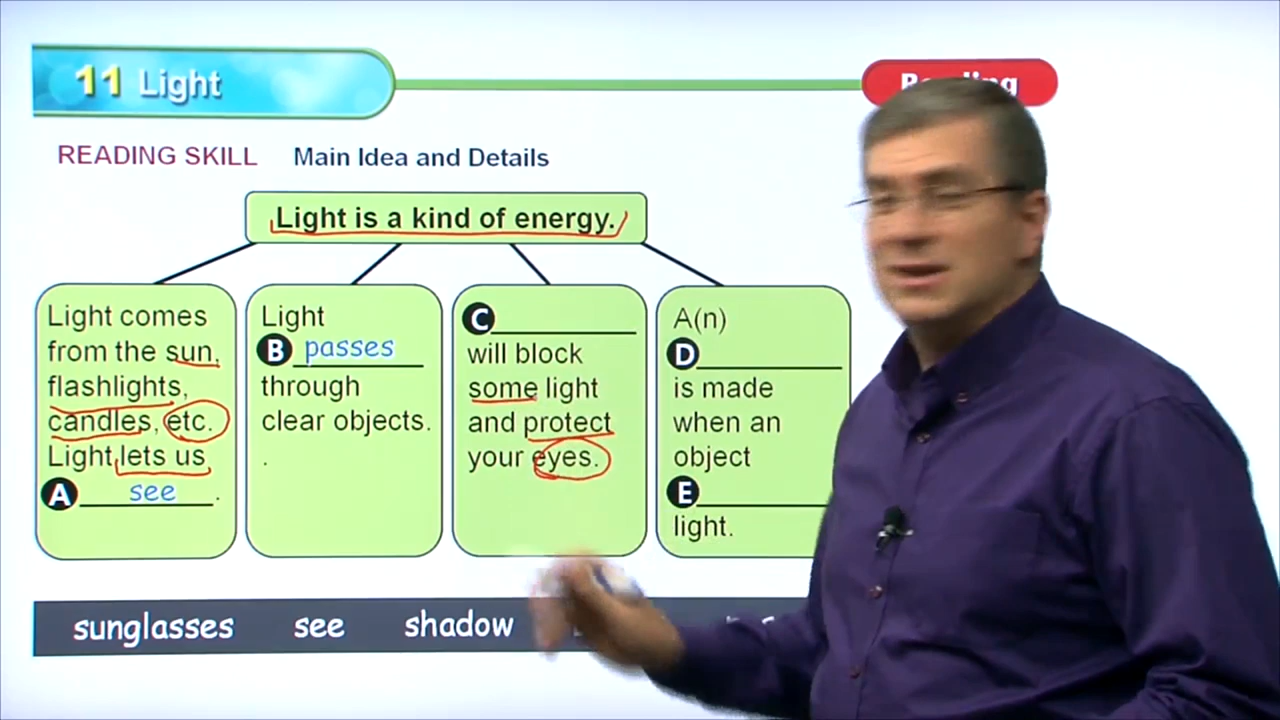 11 Light
READING SKILL Main Idea and Details
Light is a kind of energy.
Light comes
from the sun,
flashlights,
candles, etc.
Light lets us
A see.
Light
B passes
through
clear objects.
.
C
will block
some light
and protect
your eyes.
A(n)
D
is made
when an
object
E
light.
sunglasses see shadow